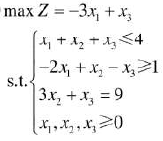 max Z = −3x₁ + x₃
s.t. { x₁ + x₂ + x₃ ≤ 4
−2x₁ + x₂ − x₃ ≥ 1
3x₂ + x₃ = 9
x₁, x₂, x₃ ≥ 0